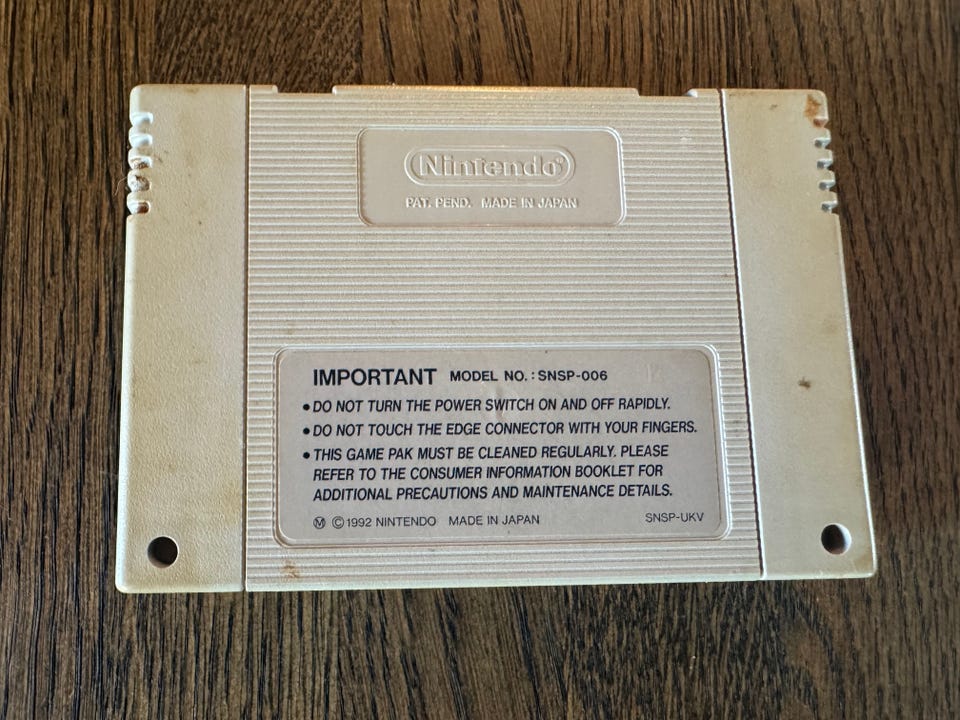 Nintendo®
PAT. PEND. MADE IN JAPAN
IMPORTANT MODEL NO. : SNSP-006
• DO NOT TURN THE POWER SWITCH ON AND OFF RAPIDLY.
• DO NOT TOUCH THE EDGE CONNECTOR WITH YOUR FINGERS.
• THIS GAME PAK MUST BE CLEANED REGULARLY. PLEASE
REFER TO THE CONSUMER INFORMATION BOOKLET FOR
ADDITIONAL PRECAUTIONS AND MAINTENANCE DETAILS.
Ⓜ ©1992 NINTENDO MADE IN JAPAN SNSP-UKV